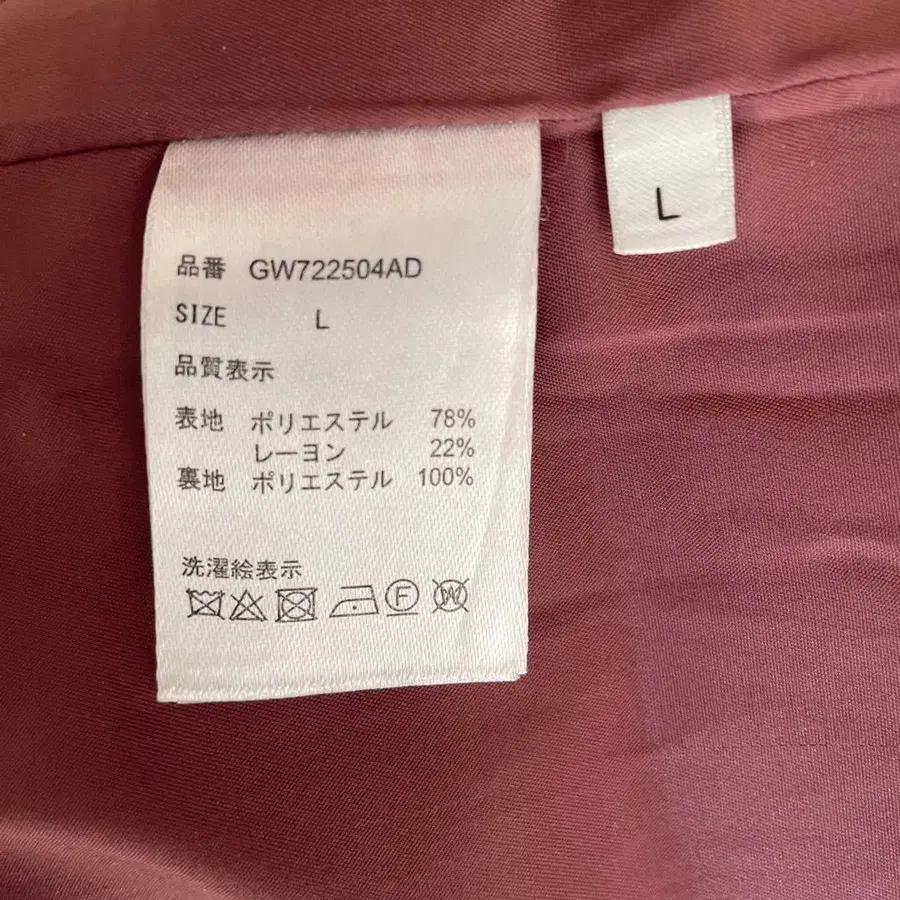 品番 GW722504AD
SIZE L
品質表示
表地 ポリエステル 78%
レーヨン 22%
裏地 ポリエステル 100%
洗濯絵表示
F W
L